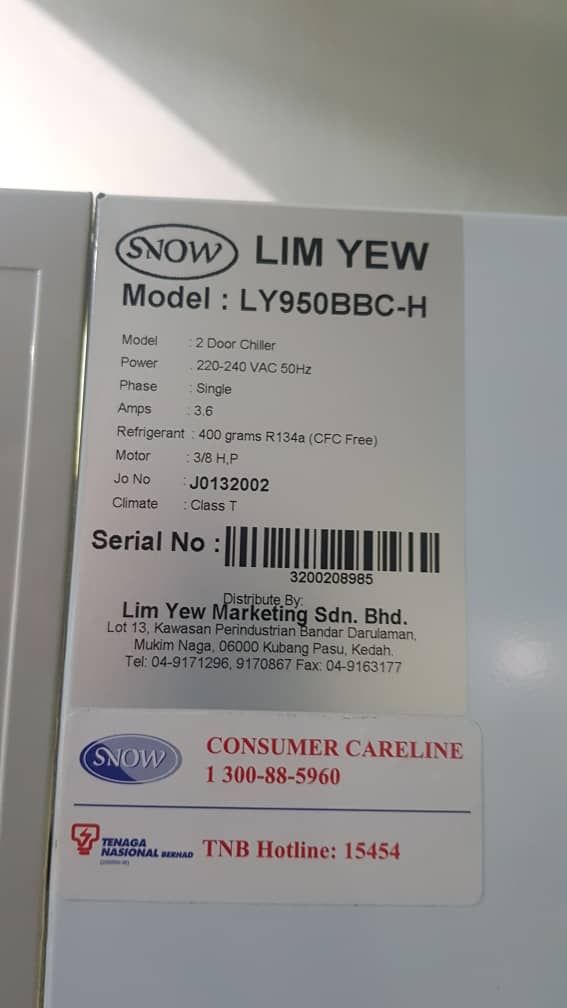 SNOW LIM YEW
Model : LY950BBC-H
Model : 2 Door Chiller
Power : 220-240 VAC 50Hz
Phase : Single
Amps : 3.6
Refrigerant : 400 grams R134a (CFC Free)
Motor : 3/8 H,P
Jo No : J0132002
Climate : Class T
Serial No :
3200208985
Distribute By:
Lim Yew Marketing Sdn. Bhd.
Lot 13, Kawasan Perindustrian Bandar Darulaman,
Mukim Naga, 06000 Kubang Pasu, Kedah.
Tel: 04-9171296, 9170867 Fax: 04-9163177
SNOW CONSUMER CARELINE
1 300-88-5960
TENAGA
NASIONAL BERHAD TNB Hotline: 15454